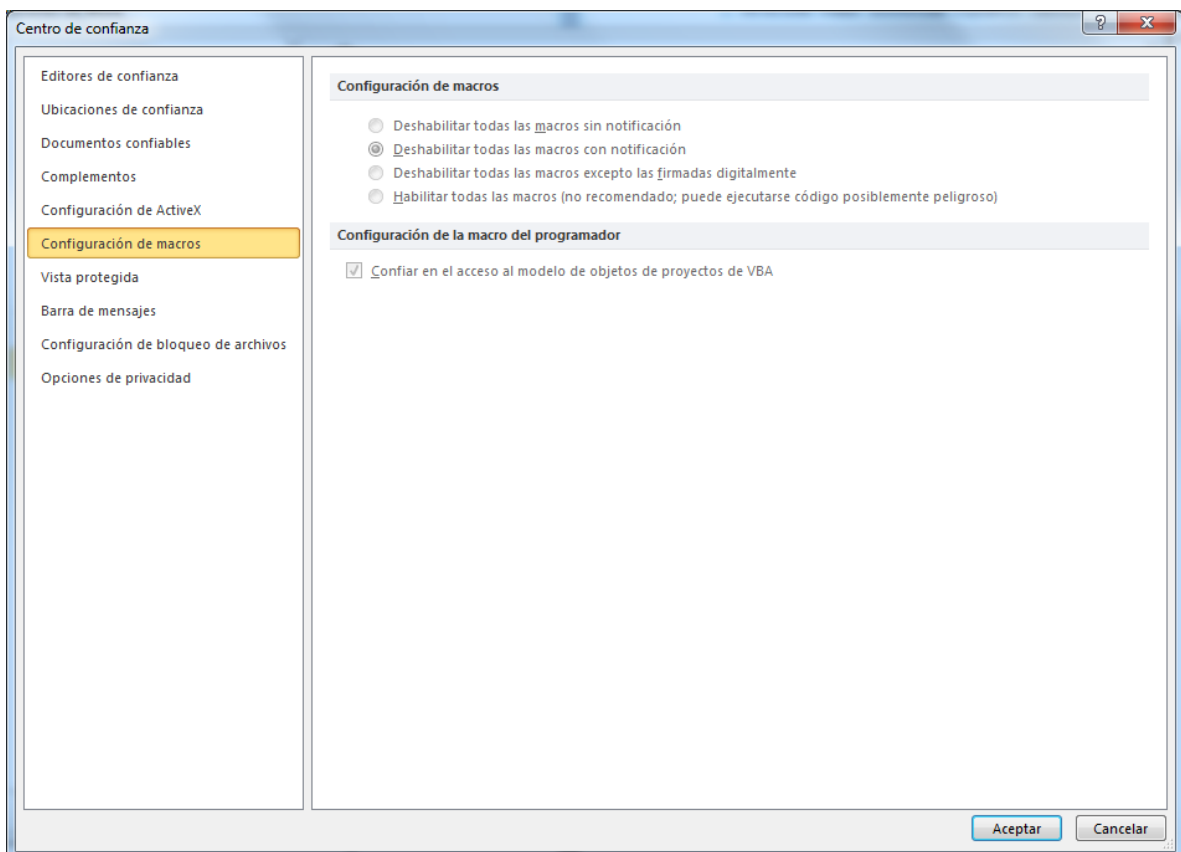 Centro de confianza
Editores de confianza
Ubicaciones de confianza
Documentos confiables
Complementos
Configuración de ActiveX
Configuración de macros
Vista protegida
Barra de mensajes
Configuración de bloqueo de archivos
Opciones de privacidad
Configuración de macros
Deshabilitar todas las macros sin notificación
Deshabilitar todas las macros con notificación
Deshabilitar todas las macros excepto las firmadas digitalmente
Habilitar todas las macros (no recomendado; puede ejecutarse código posiblemente peligroso)
Configuración de la macro del programador
Confiar en el acceso al modelo de objetos de proyectos de VBA
Aceptar
Cancelar